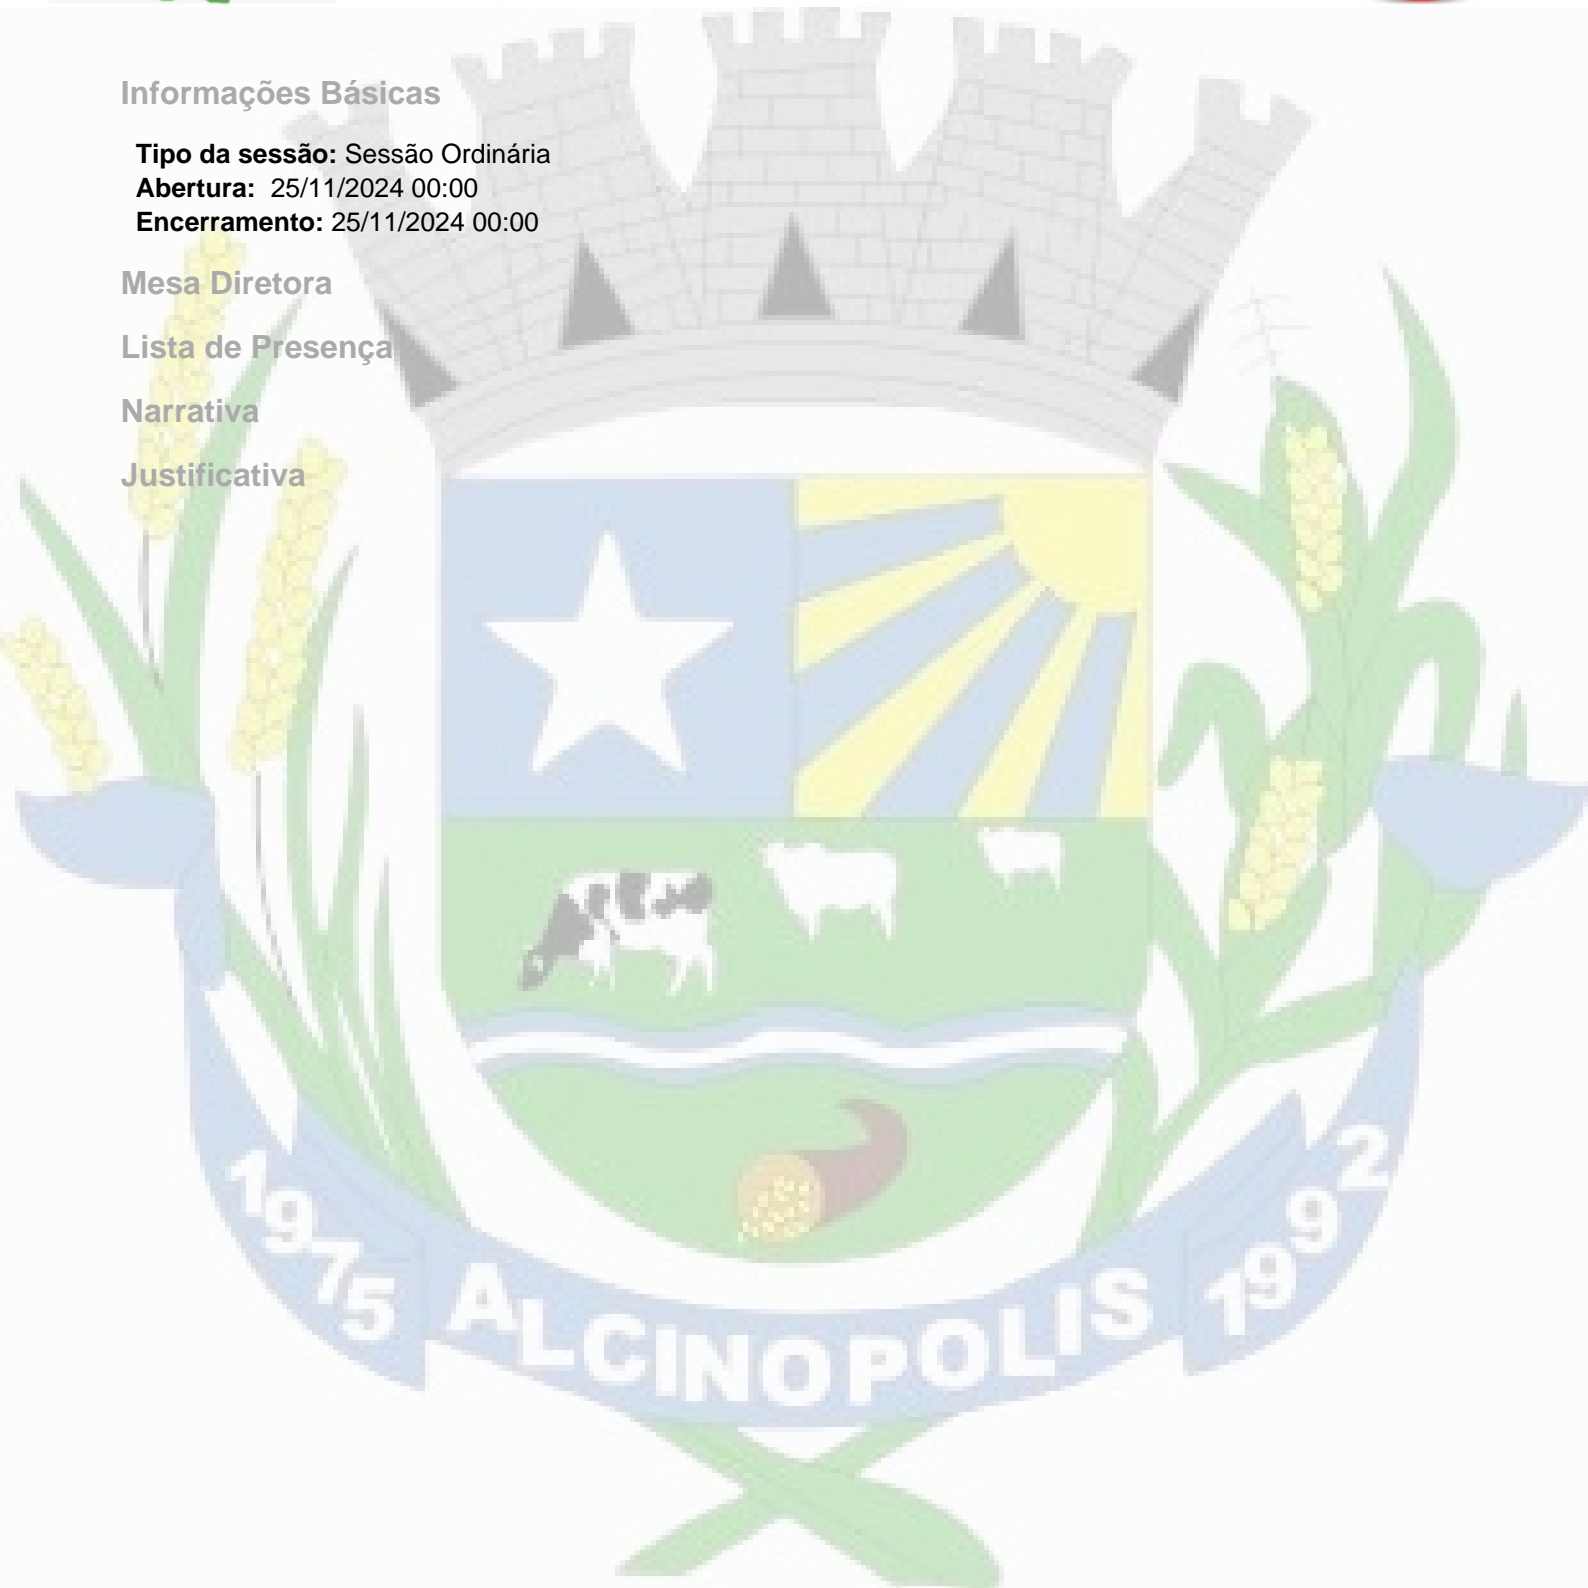 Informações Básicas
Tipo da sessão: Sessão Ordinária
Abertura: 25/11/2024 00:00
Encerramento: 25/11/2024 00:00
Mesa Diretora
Lista de Presença
Narrativa
Justificativa
1975 ALCINOPOLIS 1992